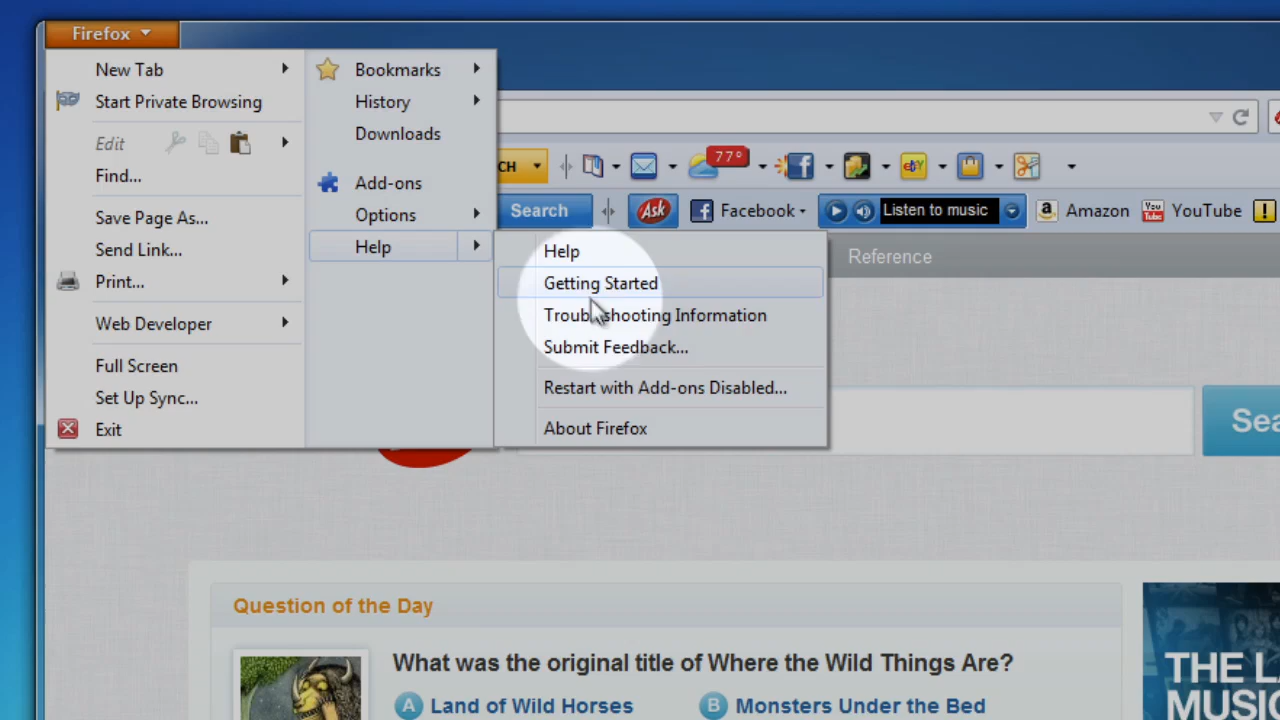 Firefox
New Tab
Start Private Browsing
Edit
Find...
Save Page As...
Send Link...
Print...
Web Developer
Full Screen
Set Up Sync...
Exit
Bookmarks
History
Downloads
Add-ons
Options
Help
Help
Getting Started
Troubleshooting Information
Submit Feedback...
Restart with Add-ons Disabled...
About Firefox
CH
77°
Search
Ask
Facebook
Listen to music
Amazon
You Tube
YouTube
Reference
Sea
Question of the Day
What was the original title of Where the Wild Things Are?
A Land of Wild Horses
B Monsters Under the Bed
THE L
MUSIC